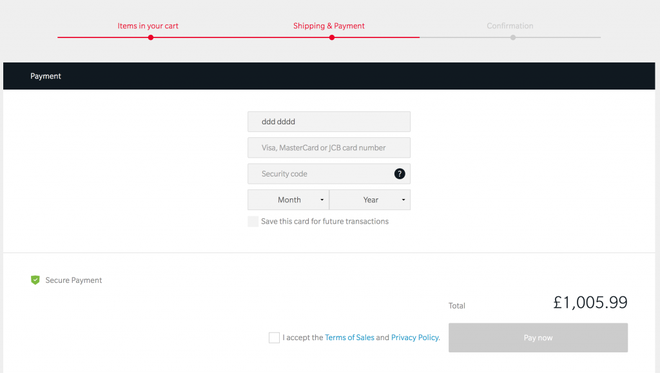 Items in your cart
Shipping & Payment
Confirmation
Payment
ddd dddd
Visa, MasterCard or JCB card number
Security code
?
Month
Year
Save this card for future transactions
Secure Payment
Total
£1,005.99
I accept the Terms of Sales and Privacy Policy.
Pay now